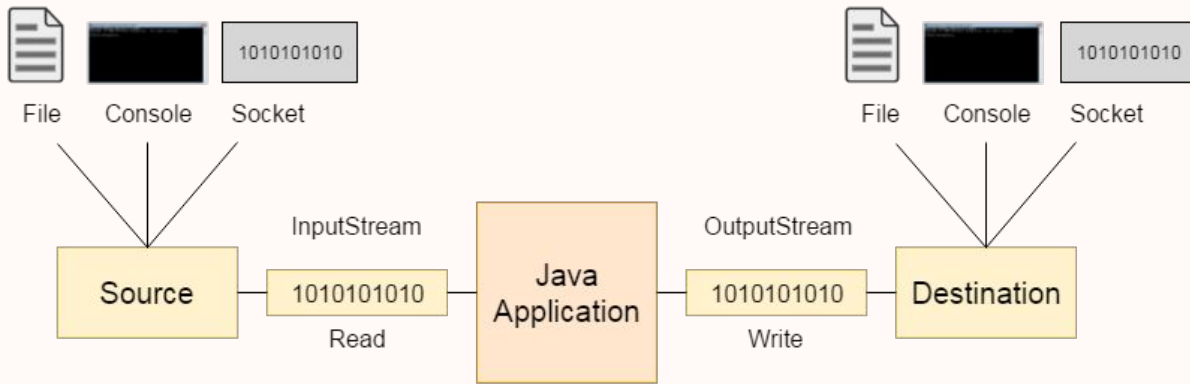 1010101010
1010101010
File Console Socket
File Console Socket
InputStream
OutputStream
Source
1010101010
Java
Application
1010101010
Destination
Read
Write